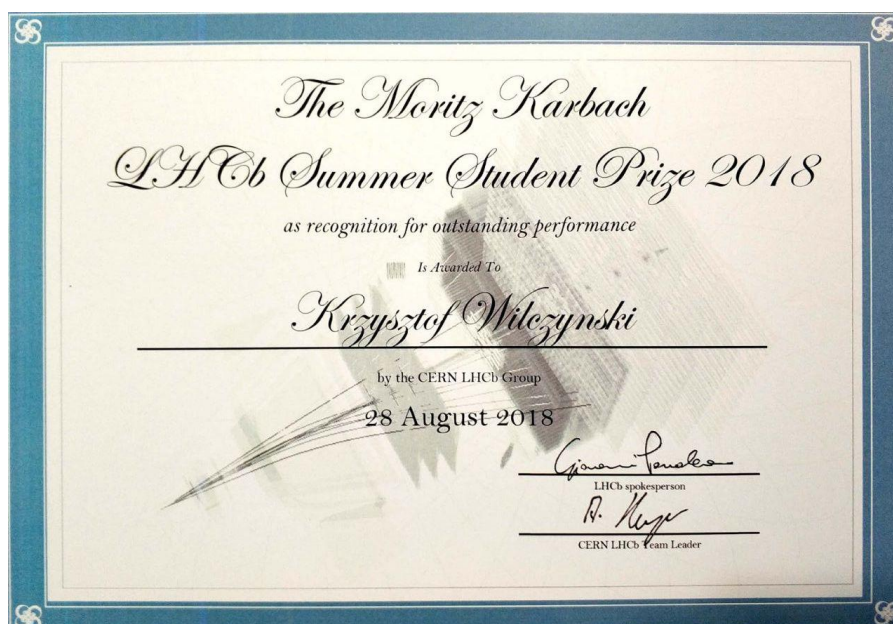 The Moritz Karbach
LHCb Summer Student Prize 2018
as recognition for outstanding performance
Is Awarded To
Krzysztof Wilczynski
by the CERN LHCb Group
28 August 2018
LHCb spokesperson
CERN LHCb Team Leader